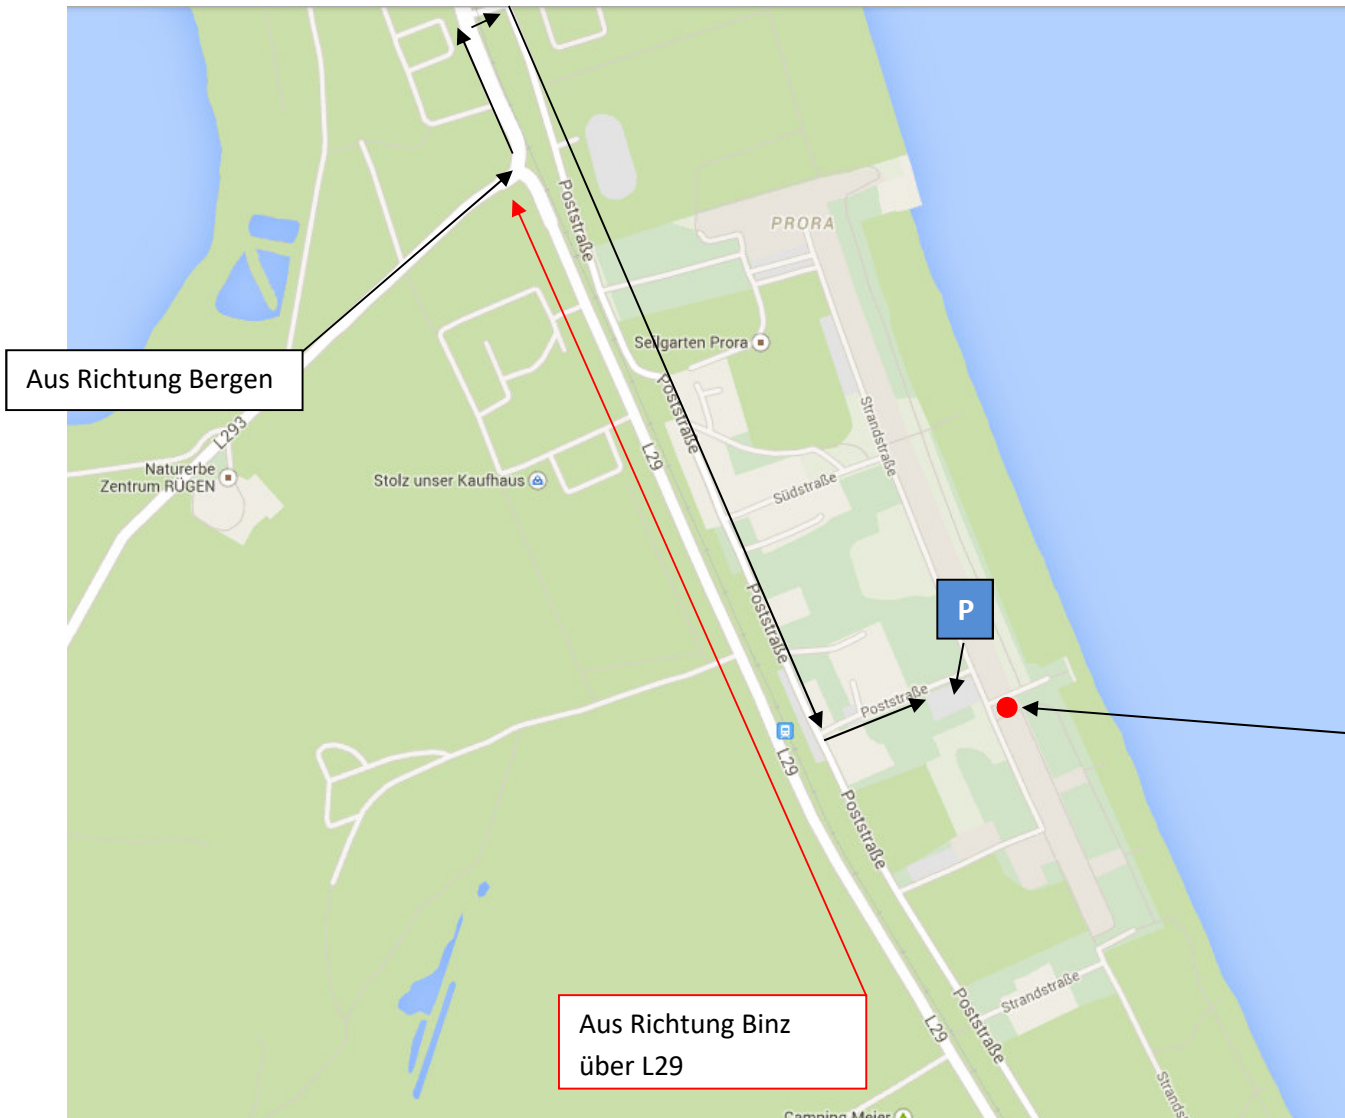 Poststraße
PRORA
Seilgarten Prora
Aus Richtung Bergen
Poststraße
Strandstraße
L293
L29
Naturerbe
Zentrum RÜGEN
Stolz unser Kaufhaus
Südstraße
P
Poststraße
Poststraße
L29
Poststraße
Strandstraße
Aus Richtung Binz
über L29
L29
Poststraße
Camping Meier